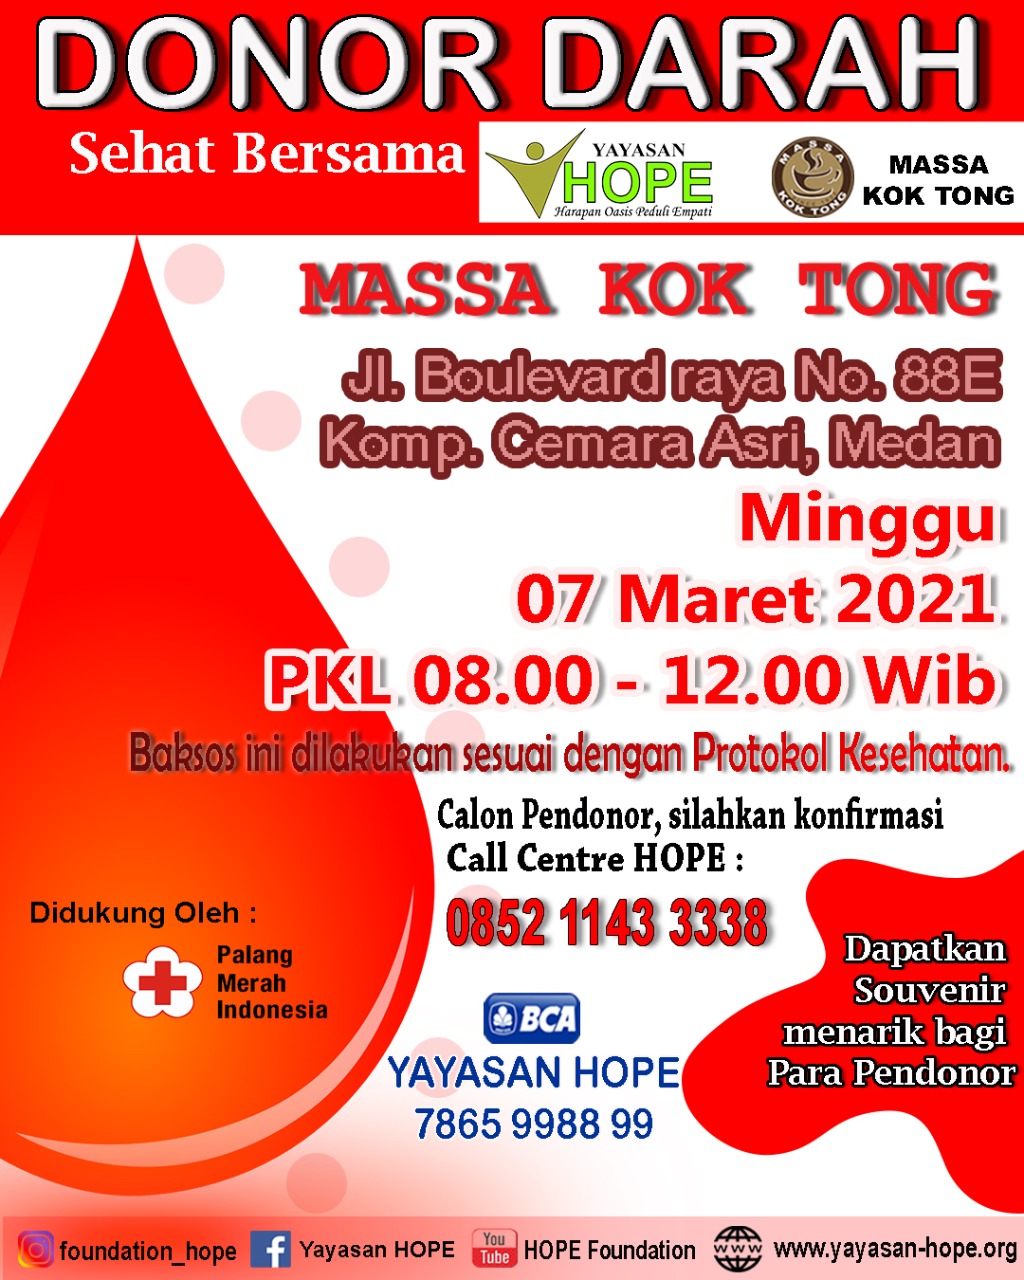 DONOR DARAH
Sehat Bersama
YAYASAN
HOPE
Harapan Oasis Peduli Empati
MASSA
KOK TONG
MASSA
KOK TONG
MASSA KOK TONG
Jl. Boulevard raya No. 88E
Komp. Cemara Asri, Medan
Minggu
07 Maret 2021
PKL 08.00 - 12.00 Wib
Baksos ini dilakukan sesuai dengan Protokol Kesehatan.
Calon Pendonor, silahkan konfirmasi
Call Centre HOPE :
0852 1143 3338
Didukung Oleh :
Palang
Merah
Indonesia
Dapatkan
Souvenir
menarik bagi
Para Pendonor
BCA
YAYASAN HOPE
7865 9988 99
foundation_hope
Yayasan HOPE
You
Tube
HOPE Foundation
www
www.yayasan-hope.org